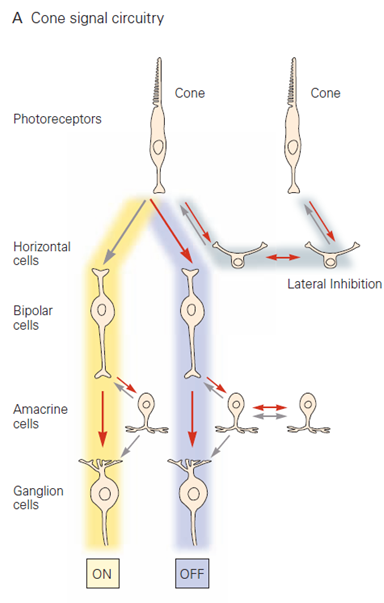 A Cone signal circuitry
Cone
Cone
Photoreceptors
Horizontal
cells
Lateral Inhibition
Bipolar
cells
Amacrine
cells
Ganglion
cells
ON
OFF